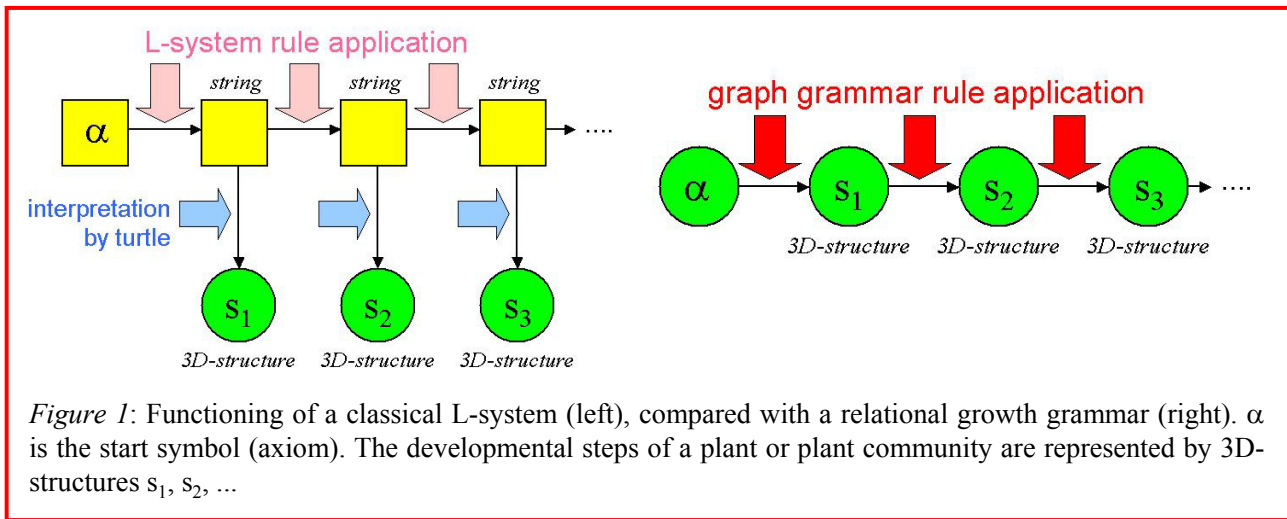 L-system rule application
string
string
string
α
....
interpretation
by turtle
s1
s2
s3
3D-structure
3D-structure
3D-structure
graph grammar rule application
α
s1
s2
s3
....
3D-structure
3D-structure
3D-structure
Figure 1: Functioning of a classical L-system (left), compared with a relational growth grammar (right). α
is the start symbol (axiom). The developmental steps of a plant or plant community are represented by 3D-
structures s1, s2, ...